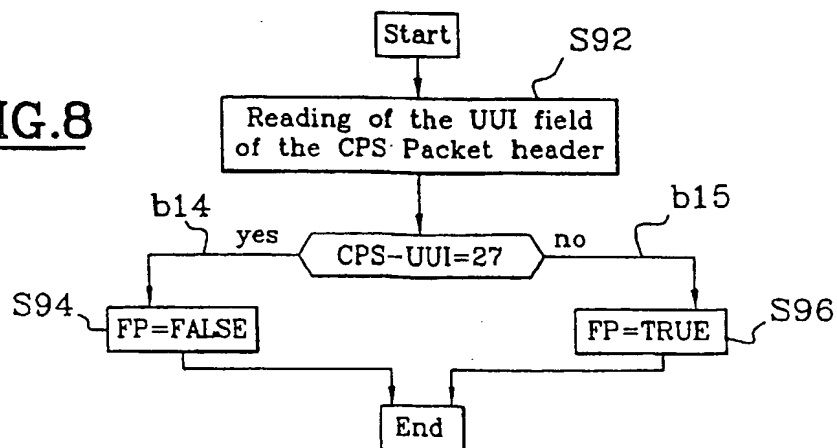 Start
S92
IG.8
Reading of the UUI field
of the CPS Packet header
b14
yes
CPS-UUI=27
no
b15
S94
FP=FALSE
FP=TRUE
S96
End